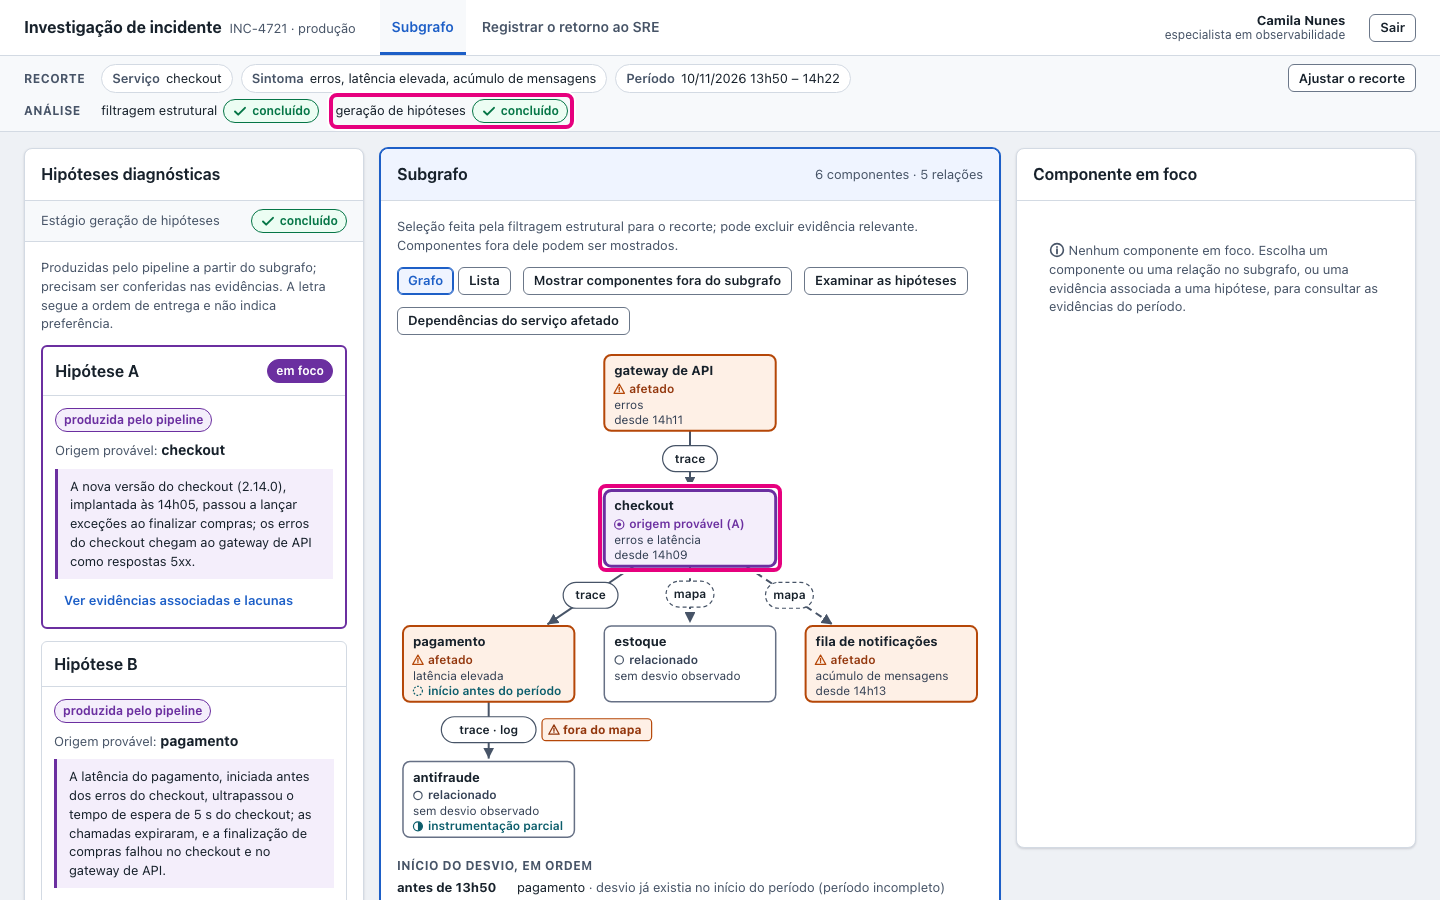 Investigação de incidente INC-4721 · produção
Subgrafo
Registrar o retorno ao SRE
Camila Nunes
especialista em observabilidade
Sair
RECORTE
Serviço checkout
Sintoma erros, latência elevada, acúmulo de mensagens
Período 10/11/2026 13h50 – 14h22
Ajustar o recorte
ANÁLISE
filtragem estrutural concluído
geração de hipóteses concluído
Hipóteses diagnósticas
Estágio geração de hipóteses concluído
Produzidas pelo pipeline a partir do subgrafo;
precisam ser conferidas nas evidências. A letra
segue a ordem de entrega e não indica
preferência.
Hipótese A
em foco
produzida pelo pipeline
Origem provável: checkout
A nova versão do checkout (2.14.0),
implantada às 14h05, passou a lançar
exceções ao finalizar compras; os erros
do checkout chegam ao gateway de API
como respostas 5xx.
Ver evidências associadas e lacunas
Hipótese B
produzida pelo pipeline
Origem provável: pagamento
A latência do pagamento, iniciada antes
dos erros do checkout, ultrapassou o
tempo de espera de 5 s do checkout; as
chamadas expiraram, e a finalização de
compras falhou no checkout e no
gateway de API.
Subgrafo
6 componentes · 5 relações
Seleção feita pela filtragem estrutural para o recorte; pode excluir evidência relevante.
Componentes fora dele podem ser mostrados.
Grafo
Lista
Mostrar componentes fora do subgrafo
Examinar as hipóteses
Dependências do serviço afetado
gateway de API
afetado
erros
desde 14h11
trace
checkout
origem provável (A)
erros e latência
desde 14h09
trace
mapa
mapa
pagamento
afetado
latência elevada
início antes do período
estoque
relacionado
sem desvio observado
fila de notificações
afetado
acúmulo de mensagens
desde 14h13
trace · log
fora do mapa
antifraude
relacionado
sem desvio observado
instrumentação parcial
INÍCIO DO DESVIO, EM ORDEM
antes de 13h50 pagamento · desvio já existia no início do período (período incompleto)
Componente em foco
Nenhum componente em foco. Escolha um
componente ou uma relação no subgrafo, ou uma
evidência associada a uma hipótese, para consultar as
evidências do período.